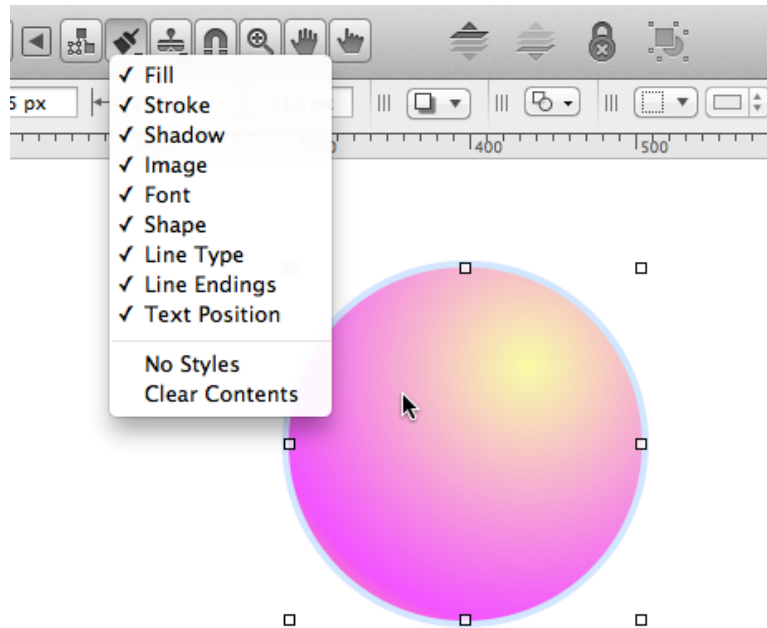 5 px
✓ Fill
✓ Stroke
✓ Shadow
✓ Image
✓ Font
✓ Shape
✓ Line Type
✓ Line Endings
✓ Text Position
No Styles
Clear Contents
400
500